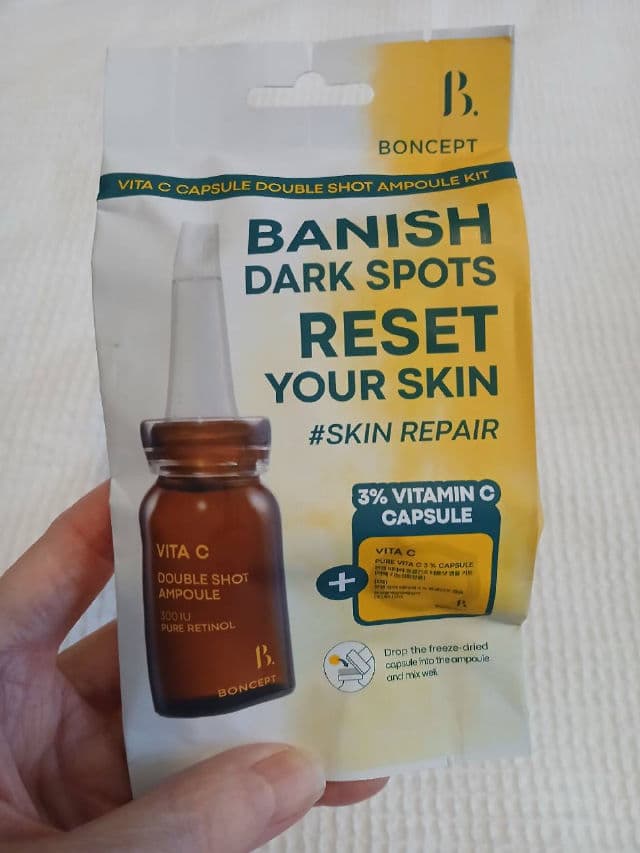 B.
BONCEPT
VITA C CAPSULE DOUBLE SHOT AMPOULE KIT
BANISH
DARK SPOTS
RESET
YOUR SKIN
#SKIN REPAIR
3% VITAMIN C
CAPSULE
VITA C
PURE VITA C 3% CAPSULE
B.
+
VITA C
DOUBLE SHOT
AMPOULE
300 IU
PURE RETINOL
B.
BONCEPT
Drop the freeze-dried
capsule into the ampoule
and mix well.